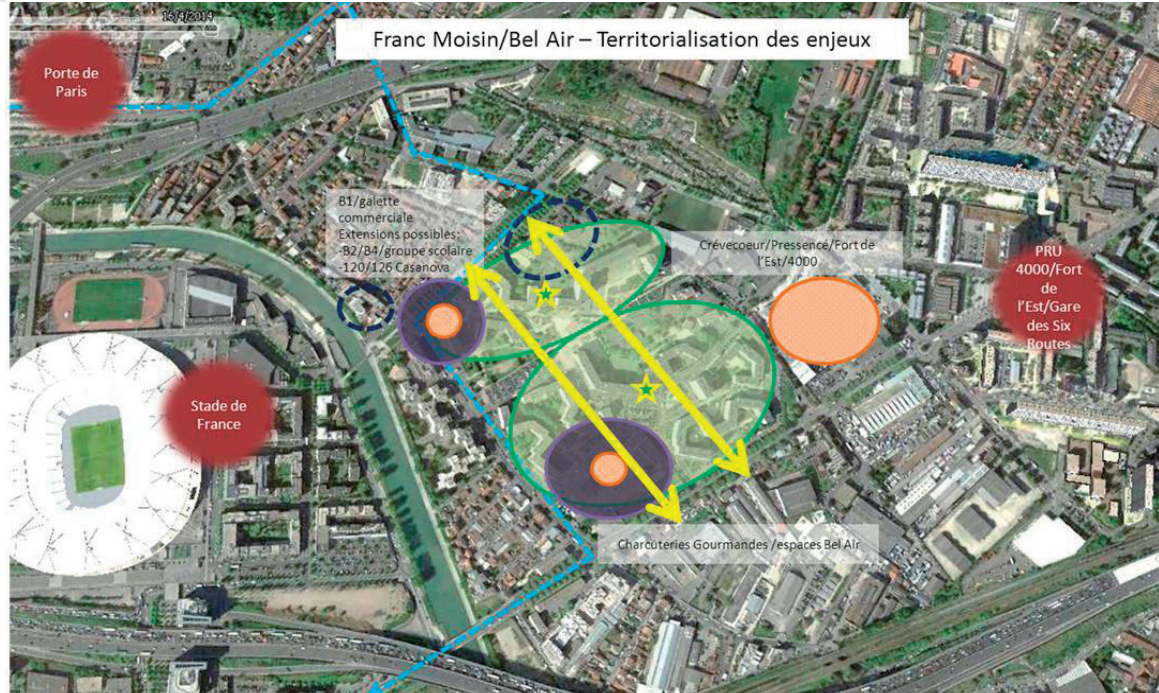 16/4/2014
Franc Moisin/Bel Air – Territorialisation des enjeux
Porte de
Paris
B1/galette
commerciale
Extensions possibles:
-B2/B4/groupe scolaire
-120/126 Casanova
Crévecoeur/Pressencé/Fort de
l'Est/4000
PRU
4000/Fort
de
l'Est/Gare
des Six
Routes
Stade de
France
Charcuteries Gourmandes /espaces Bel Air